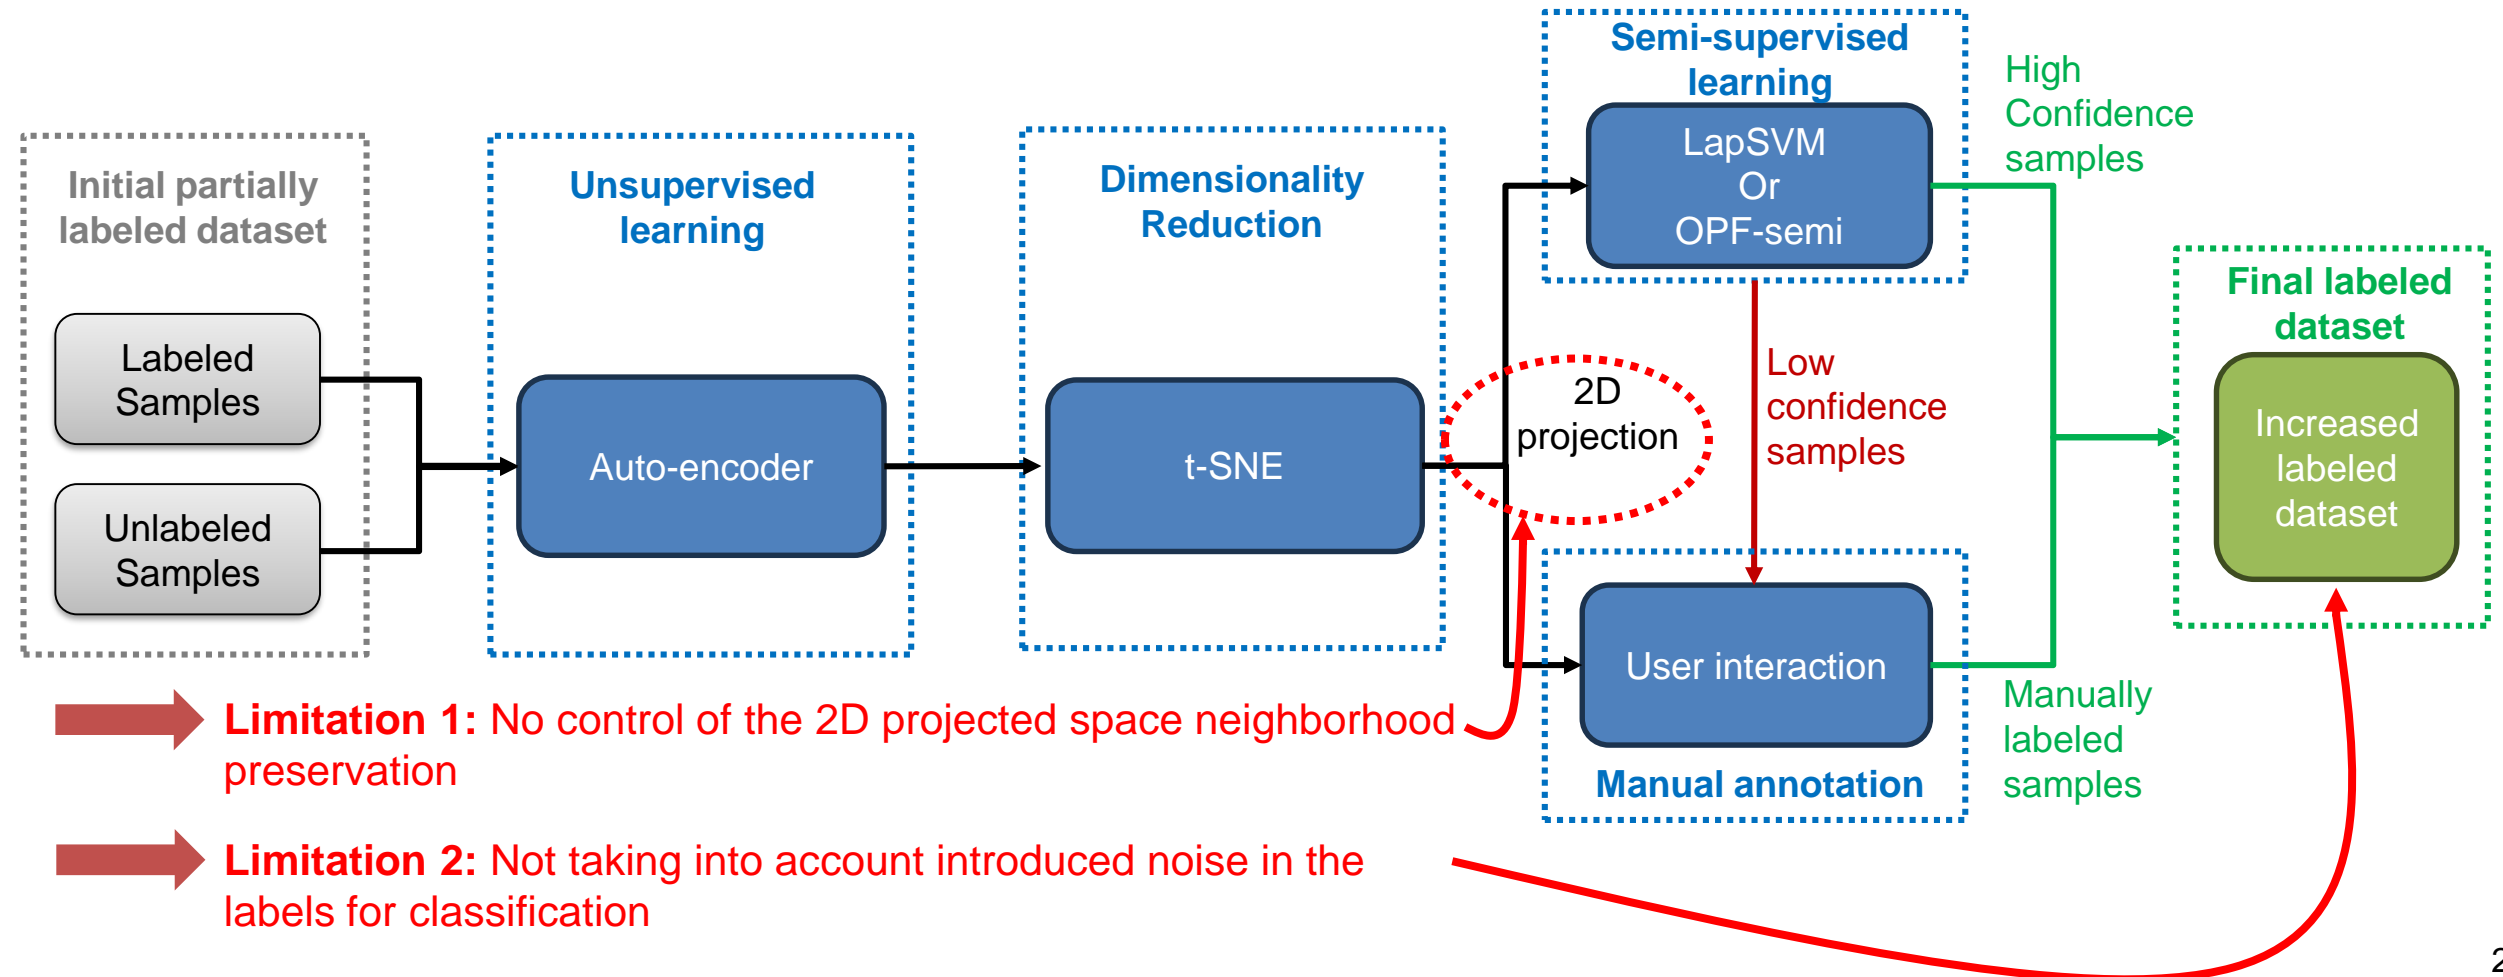 Initial partially
labeled dataset
Labeled
Samples
Unlabeled
Samples
Unsupervised
learning
Auto-encoder
Dimensionality
Reduction
t-SNE
2D
projection
Semi-supervised
learning
LapSVM
Or
OPF-semi
Low
confidence
samples
User interaction
Manual annotation
High
Confidence
samples
Manually
labeled
samples
Final labeled
dataset
Increased
labeled
dataset
Limitation 1: No control of the 2D projected space neighborhood
preservation
Limitation 2: Not taking into account introduced noise in the
labels for classification